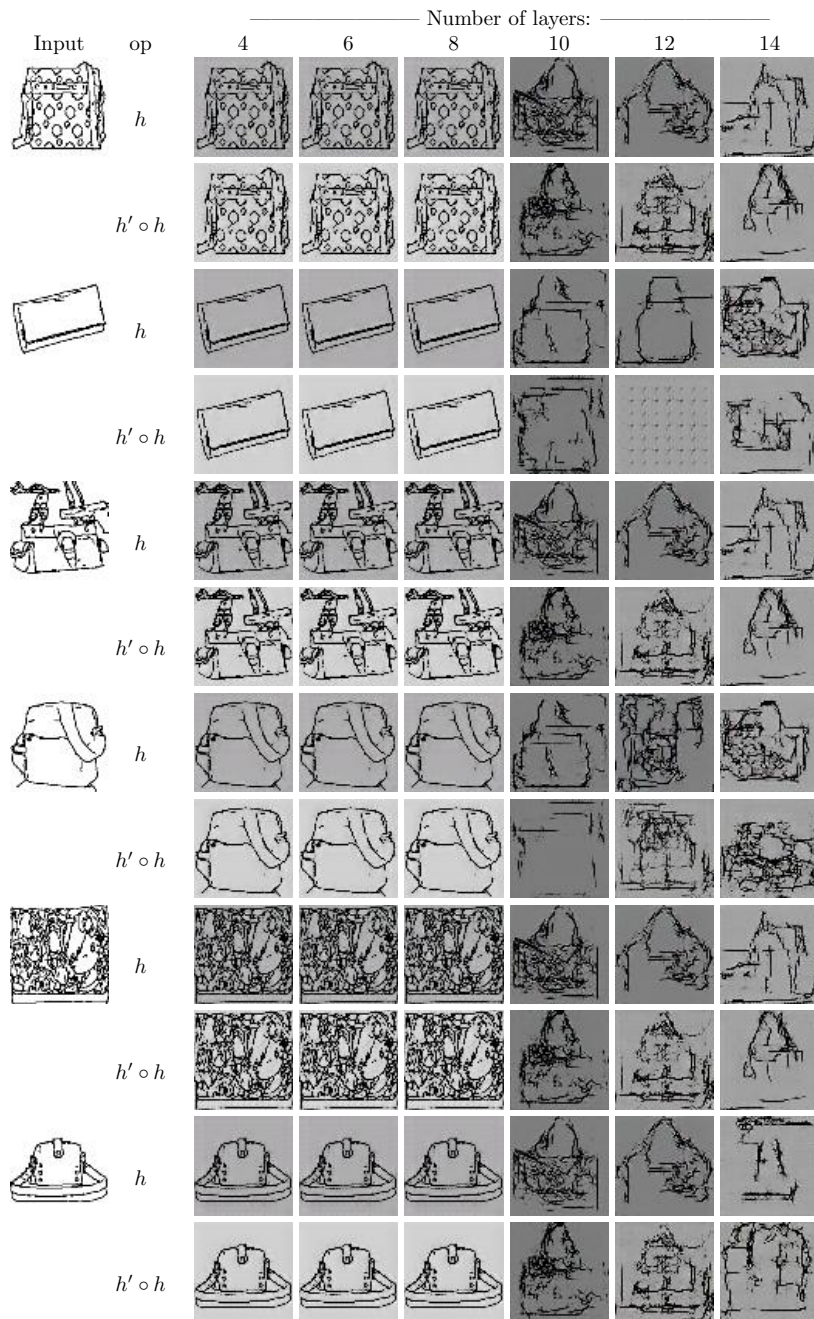 Number of layers:
Input op 4 6 8 10 12 14
h
h′ ∘ h
h
h′ ∘ h
h
h′ ∘ h
h
h′ ∘ h
h
h′ ∘ h
h
h′ ∘ h